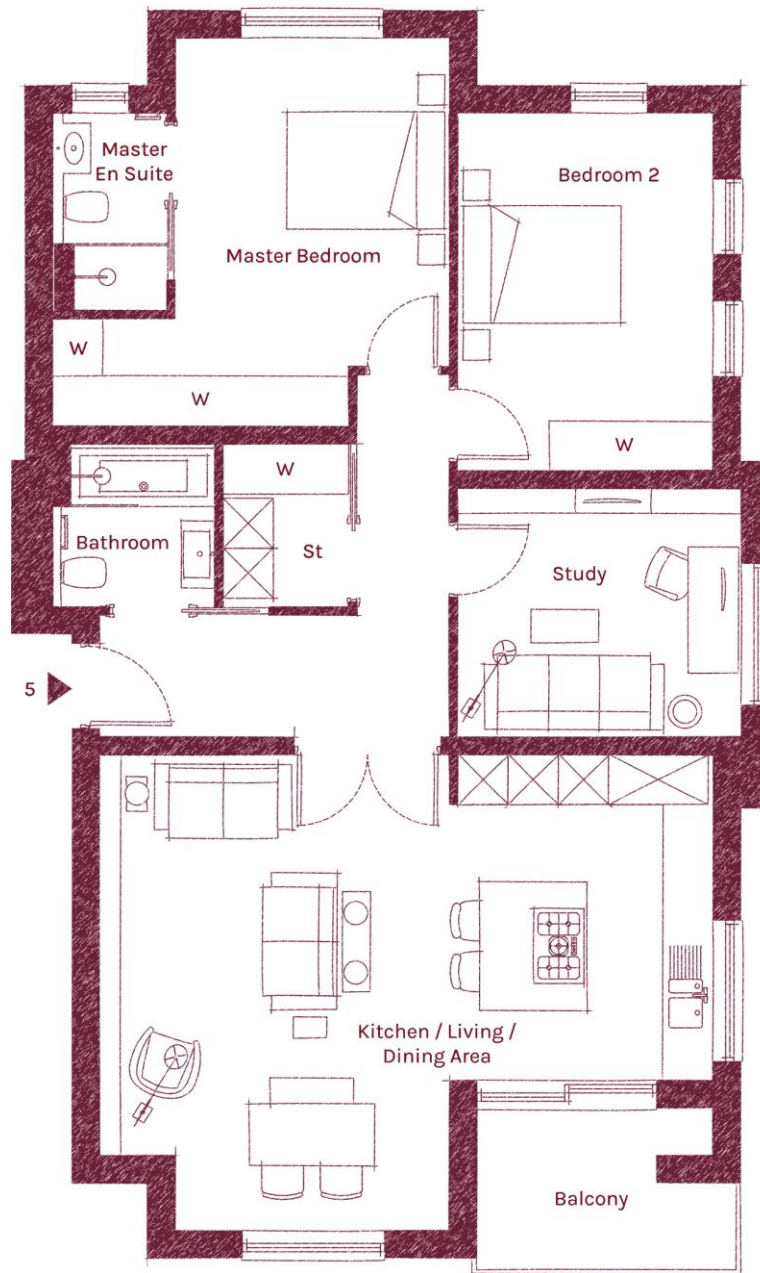 Master
En Suite
Bedroom 2
Master Bedroom
W
W
W
W
Bathroom
St
Study
5
Kitchen / Living /
Dining Area
Balcony